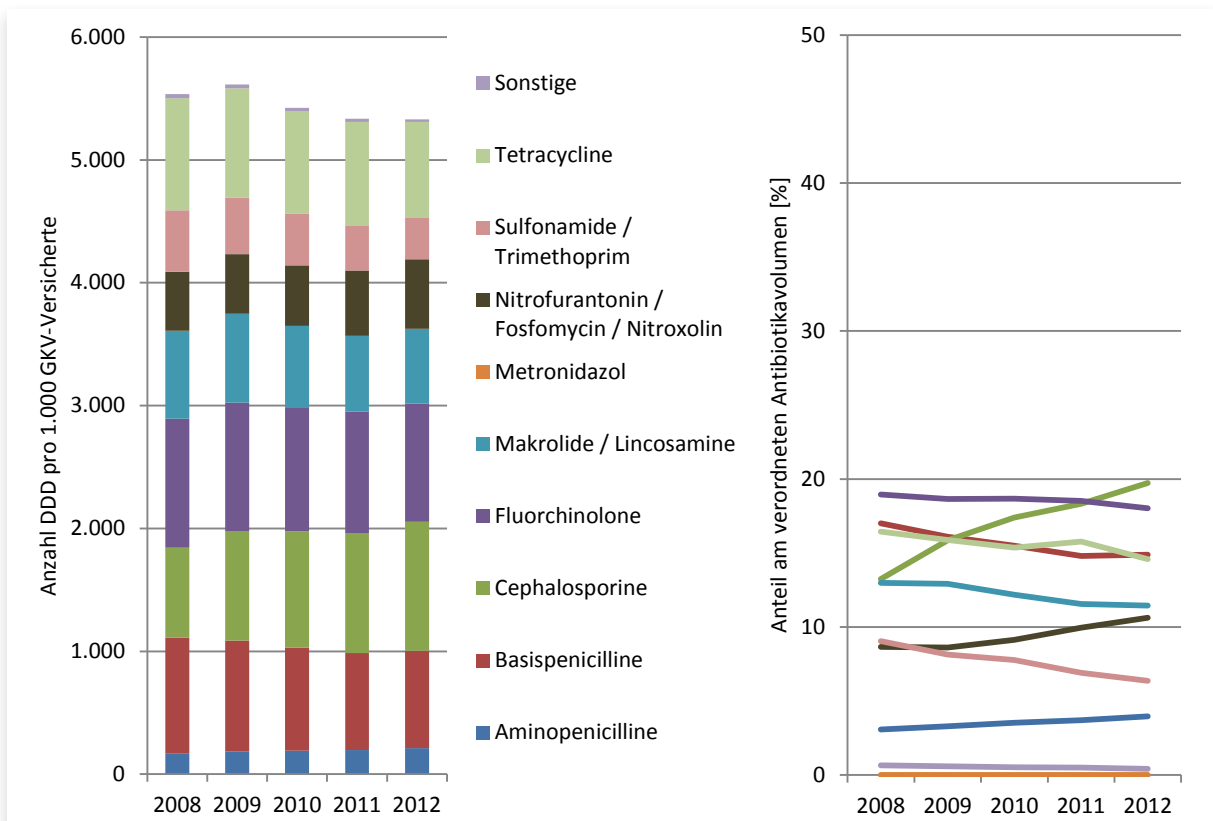 Anzahl DDD pro 1.000 GKV-Versicherte
6.000
5.000
4.000
3.000
2.000
1.000
0
2008 2009 2010 2011 2012
Sonstige
Tetracycline
Sulfonamide /
Trimethoprim
Nitrofurantonin /
Fosfomycin / Nitroxolin
Metronidazol
Makrolide / Lincosamine
Fluorchinolone
Cephalosporine
Basispenicilline
Aminopenicilline
Anteil am verordneten Antibiotikavolumen [%]
50
40
30
20
10
0
2008 2009 2010 2011 2012